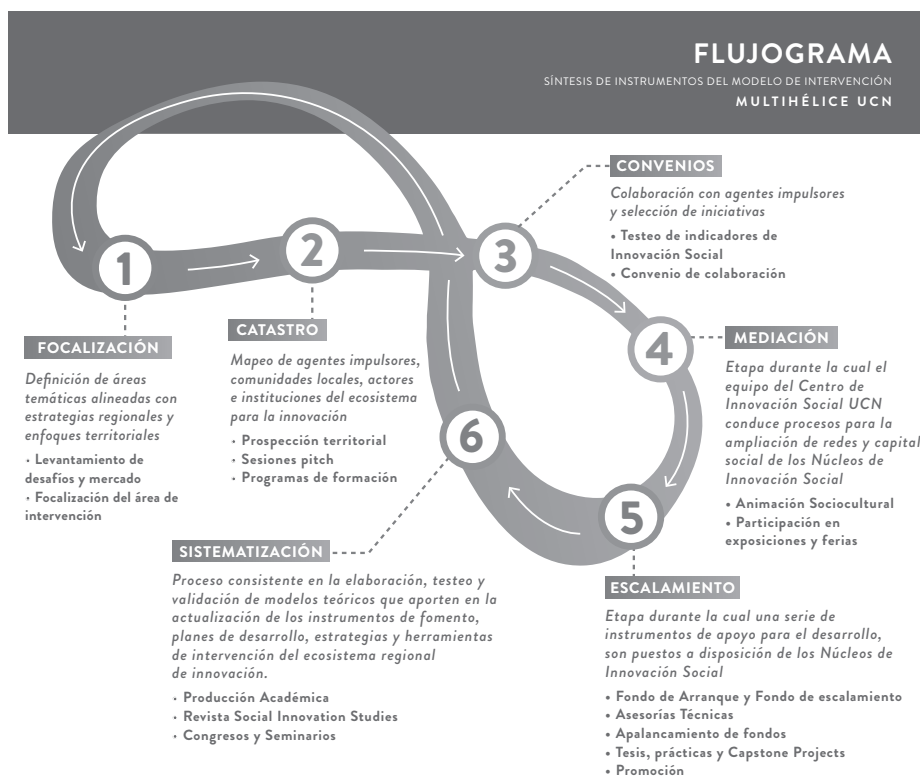 FLUJOGRAMA
SÍNTESIS DE INSTRUMENTOS DEL MODELO DE INTERVENCIÓN
MULTIHÉLICE UCN
1
FOCALIZACIÓN
Definición de áreas
temáticas alineadas con
estrategias regionales y
enfoques territoriales
· Levantamiento de
desafíos y mercado
· Focalización del área de
intervención
2
CATASTRO
Mapeo de agentes impulsores,
comunidades locales, actores
e instituciones del ecosistema
para la innovación
· Prospección territorial
· Sesiones pitch
· Programas de formación
3
CONVENIOS
Colaboración con agentes impulsores
y selección de iniciativas
• Testeo de indicadores de
Innovación Social
• Convenio de colaboración
4
MEDIACIÓN
Etapa durante la cual el
equipo del Centro de
Innovación Social UCN
conduce procesos para la
ampliación de redes y capital
social de los Núcleos de
Innovación Social
• Animación Sociocultural
• Participación en
exposiciones y ferias
5
ESCALAMIENTO
Etapa durante la cual una serie de
instrumentos de apoyo para el desarrollo,
son puestos a disposición de los Núcleos de
Innovación Social
• Fondo de Arranque y Fondo de escalamiento
• Asesorías Técnicas
• Apalancamiento de fondos
• Tesis, prácticas y Capstone Projects
• Promoción
6
SISTEMATIZACIÓN
Proceso consistente en la elaboración, testeo y
validación de modelos teóricos que aporten en la
actualización de los instrumentos de fomento,
planes de desarrollo, estrategias y herramientas
de intervención del ecosistema regional
de innovación.
· Producción Académica
· Revista Social Innovation Studies
· Congresos y Seminarios